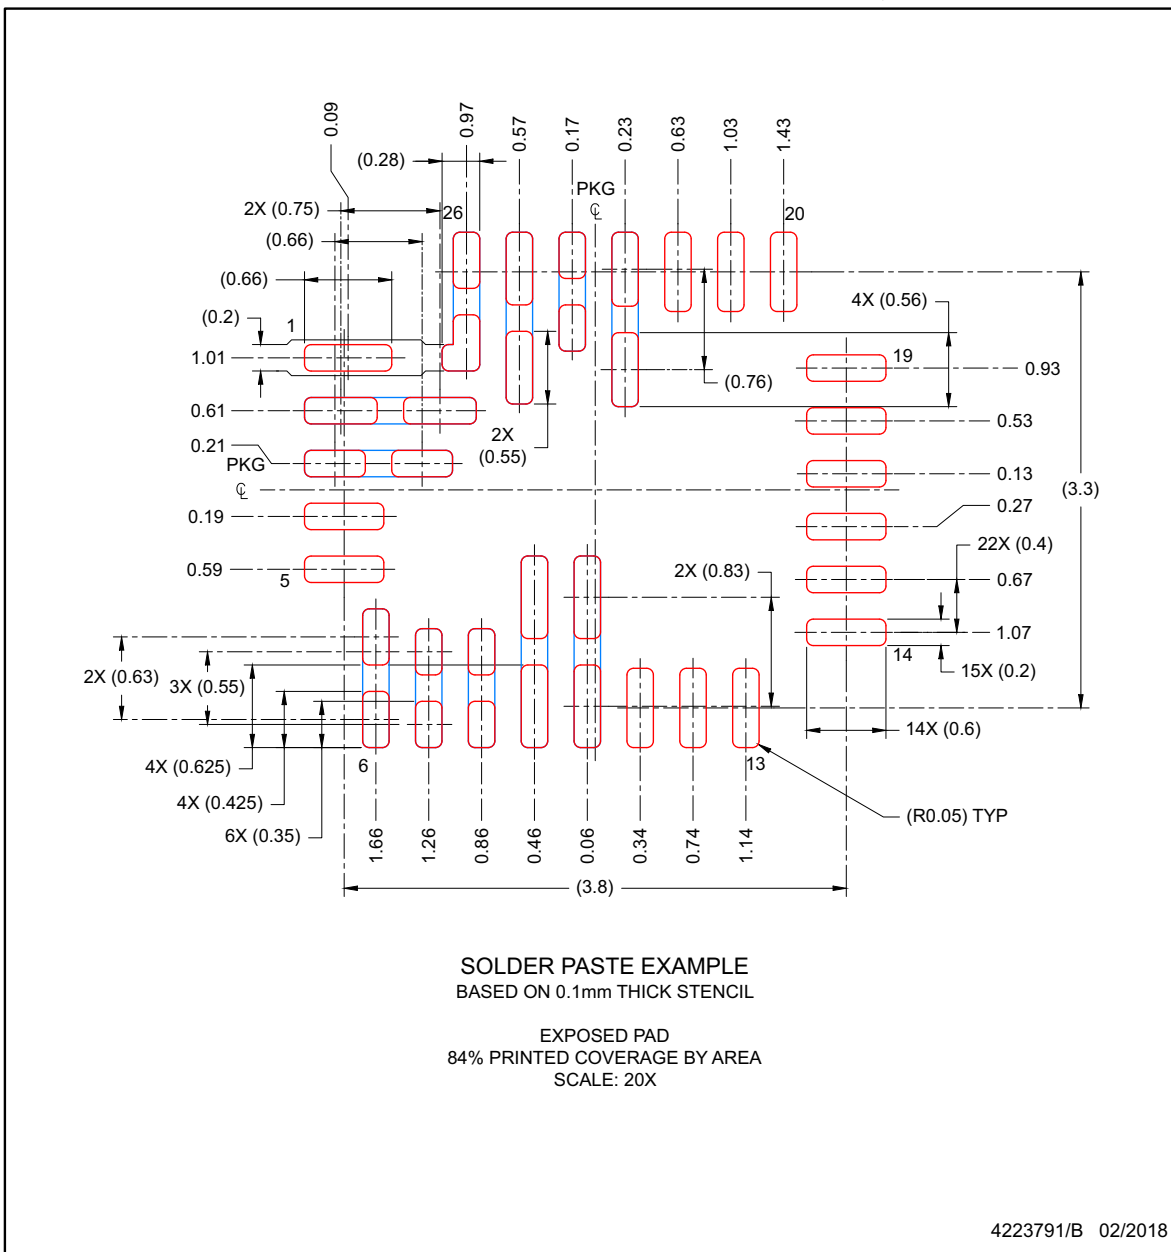 0.09
0.97
0.57
0.17
0.23
0.63
1.03
1.43
(0.28)
PKG
℄
2X (0.75)
26
20
(0.66)
(0.66)
4X (0.56)
(0.2)
1
1.01
19
0.93
(0.76)
0.61
0.53
2X
(0.55)
0.21
PKG
℄
0.13
(3.3)
0.19
0.27
22X (0.4)
0.59
5
2X (0.83)
0.67
1.07
14
15X (0.2)
2X (0.63)
3X (0.55)
14X (0.6)
4X (0.625)
6
13
4X (0.425)
(R0.05) TYP
6X (0.35)
1.66
1.26
0.86
0.46
0.06
0.34
0.74
1.14
(3.8)
SOLDER PASTE EXAMPLE
BASED ON 0.1mm THICK STENCIL
EXPOSED PAD
84% PRINTED COVERAGE BY AREA
SCALE: 20X
4223791/B 02/2018